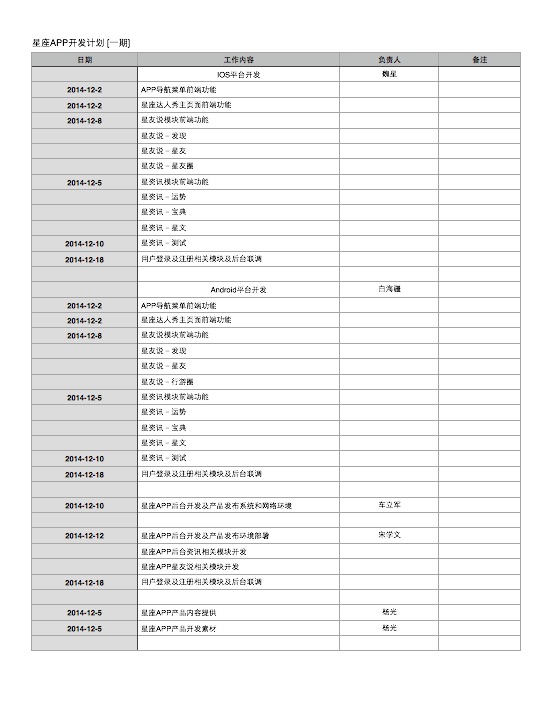 星座APP开发计划 [一期]
日期 工作内容 负责人 备注
IOS平台开发 魏星
2014-12-2 APP导航菜单前端功能
2014-12-2 星座达人秀主页面前端功能
2014-12-8 星友说模块前端功能
星友说 – 发现
星友说 – 星友
星友说 – 星友圈
2014-12-5 星资讯模块前端功能
星资讯 – 运势
星资讯 – 宝典
星资讯 – 星文
2014-12-10 星资讯 – 测试
2014-12-18 用户登录及注册相关模块及后台联调
Android平台开发 白海疆
2014-12-2 APP导航菜单前端功能
2014-12-2 星座达人秀主页面前端功能
2014-12-8 星友说模块前端功能
星友说 – 发现
星友说 – 星友
星友说 – 行游圈
2014-12-5 星资讯模块前端功能
星资讯 – 运势
星资讯 – 宝典
星资讯 – 星文
2014-12-10 星资讯 – 测试
2014-12-18 用户登录及注册相关模块及后台联调
2014-12-10 星座APP后台开发及产品发布系统和网络环境 车立军
2014-12-12 星座APP后台开发及产品发布环境部署 宋学文
星座APP后台资讯相关模块开发
星座APP星友说相关模块开发
2014-12-18 用户登录及注册相关模块及后台联调
2014-12-5 星座APP产品内容提供 杨光
2014-12-5 星座APP产品开发素材 杨光